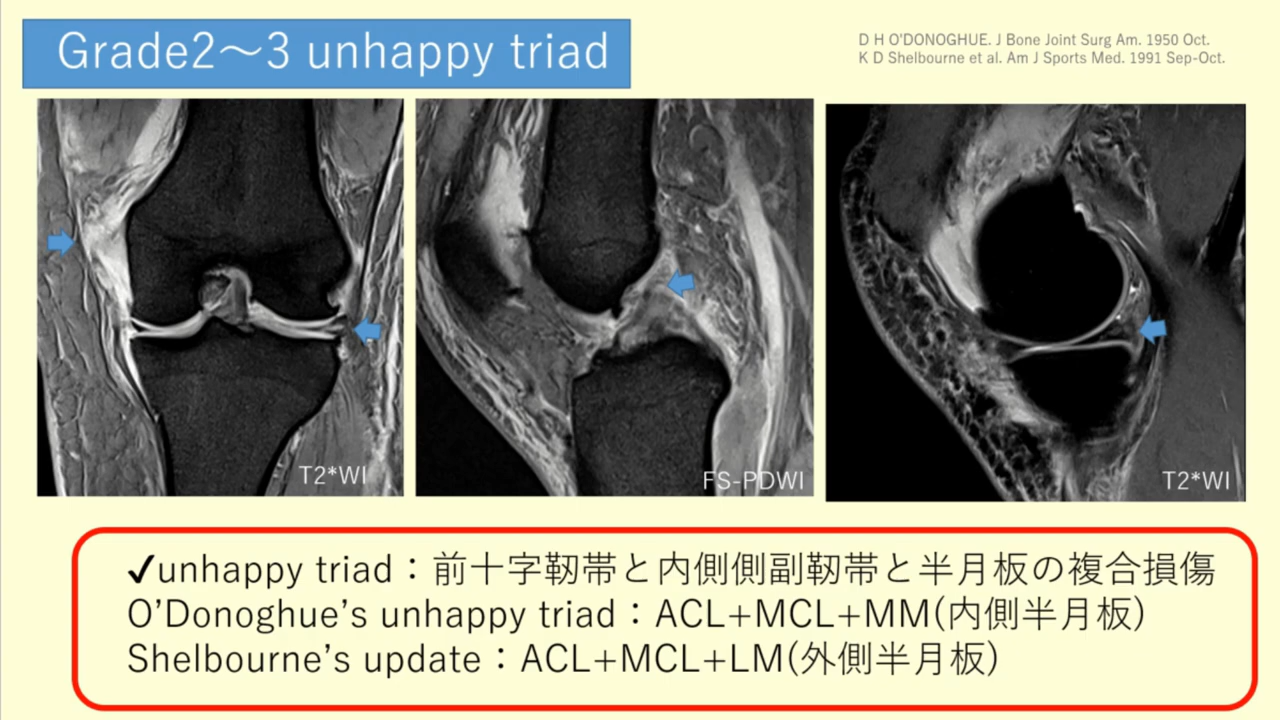 Grade2～3 unhappy triad
D H O'DONOGHUE. J Bone Joint Surg Am. 1950 Oct.
K D Shelbourne et al. Am J Sports Med. 1991 Sep-Oct.
T2*WI
FS-PDWI
T2*WI
✓unhappy triad：前十字靭帯と内側側副靭帯と半月板の複合損傷
O’Donoghue’s unhappy triad：ACL+MCL+MM(内側半月板)
Shelbourne’s update：ACL+MCL+LM(外側半月板)